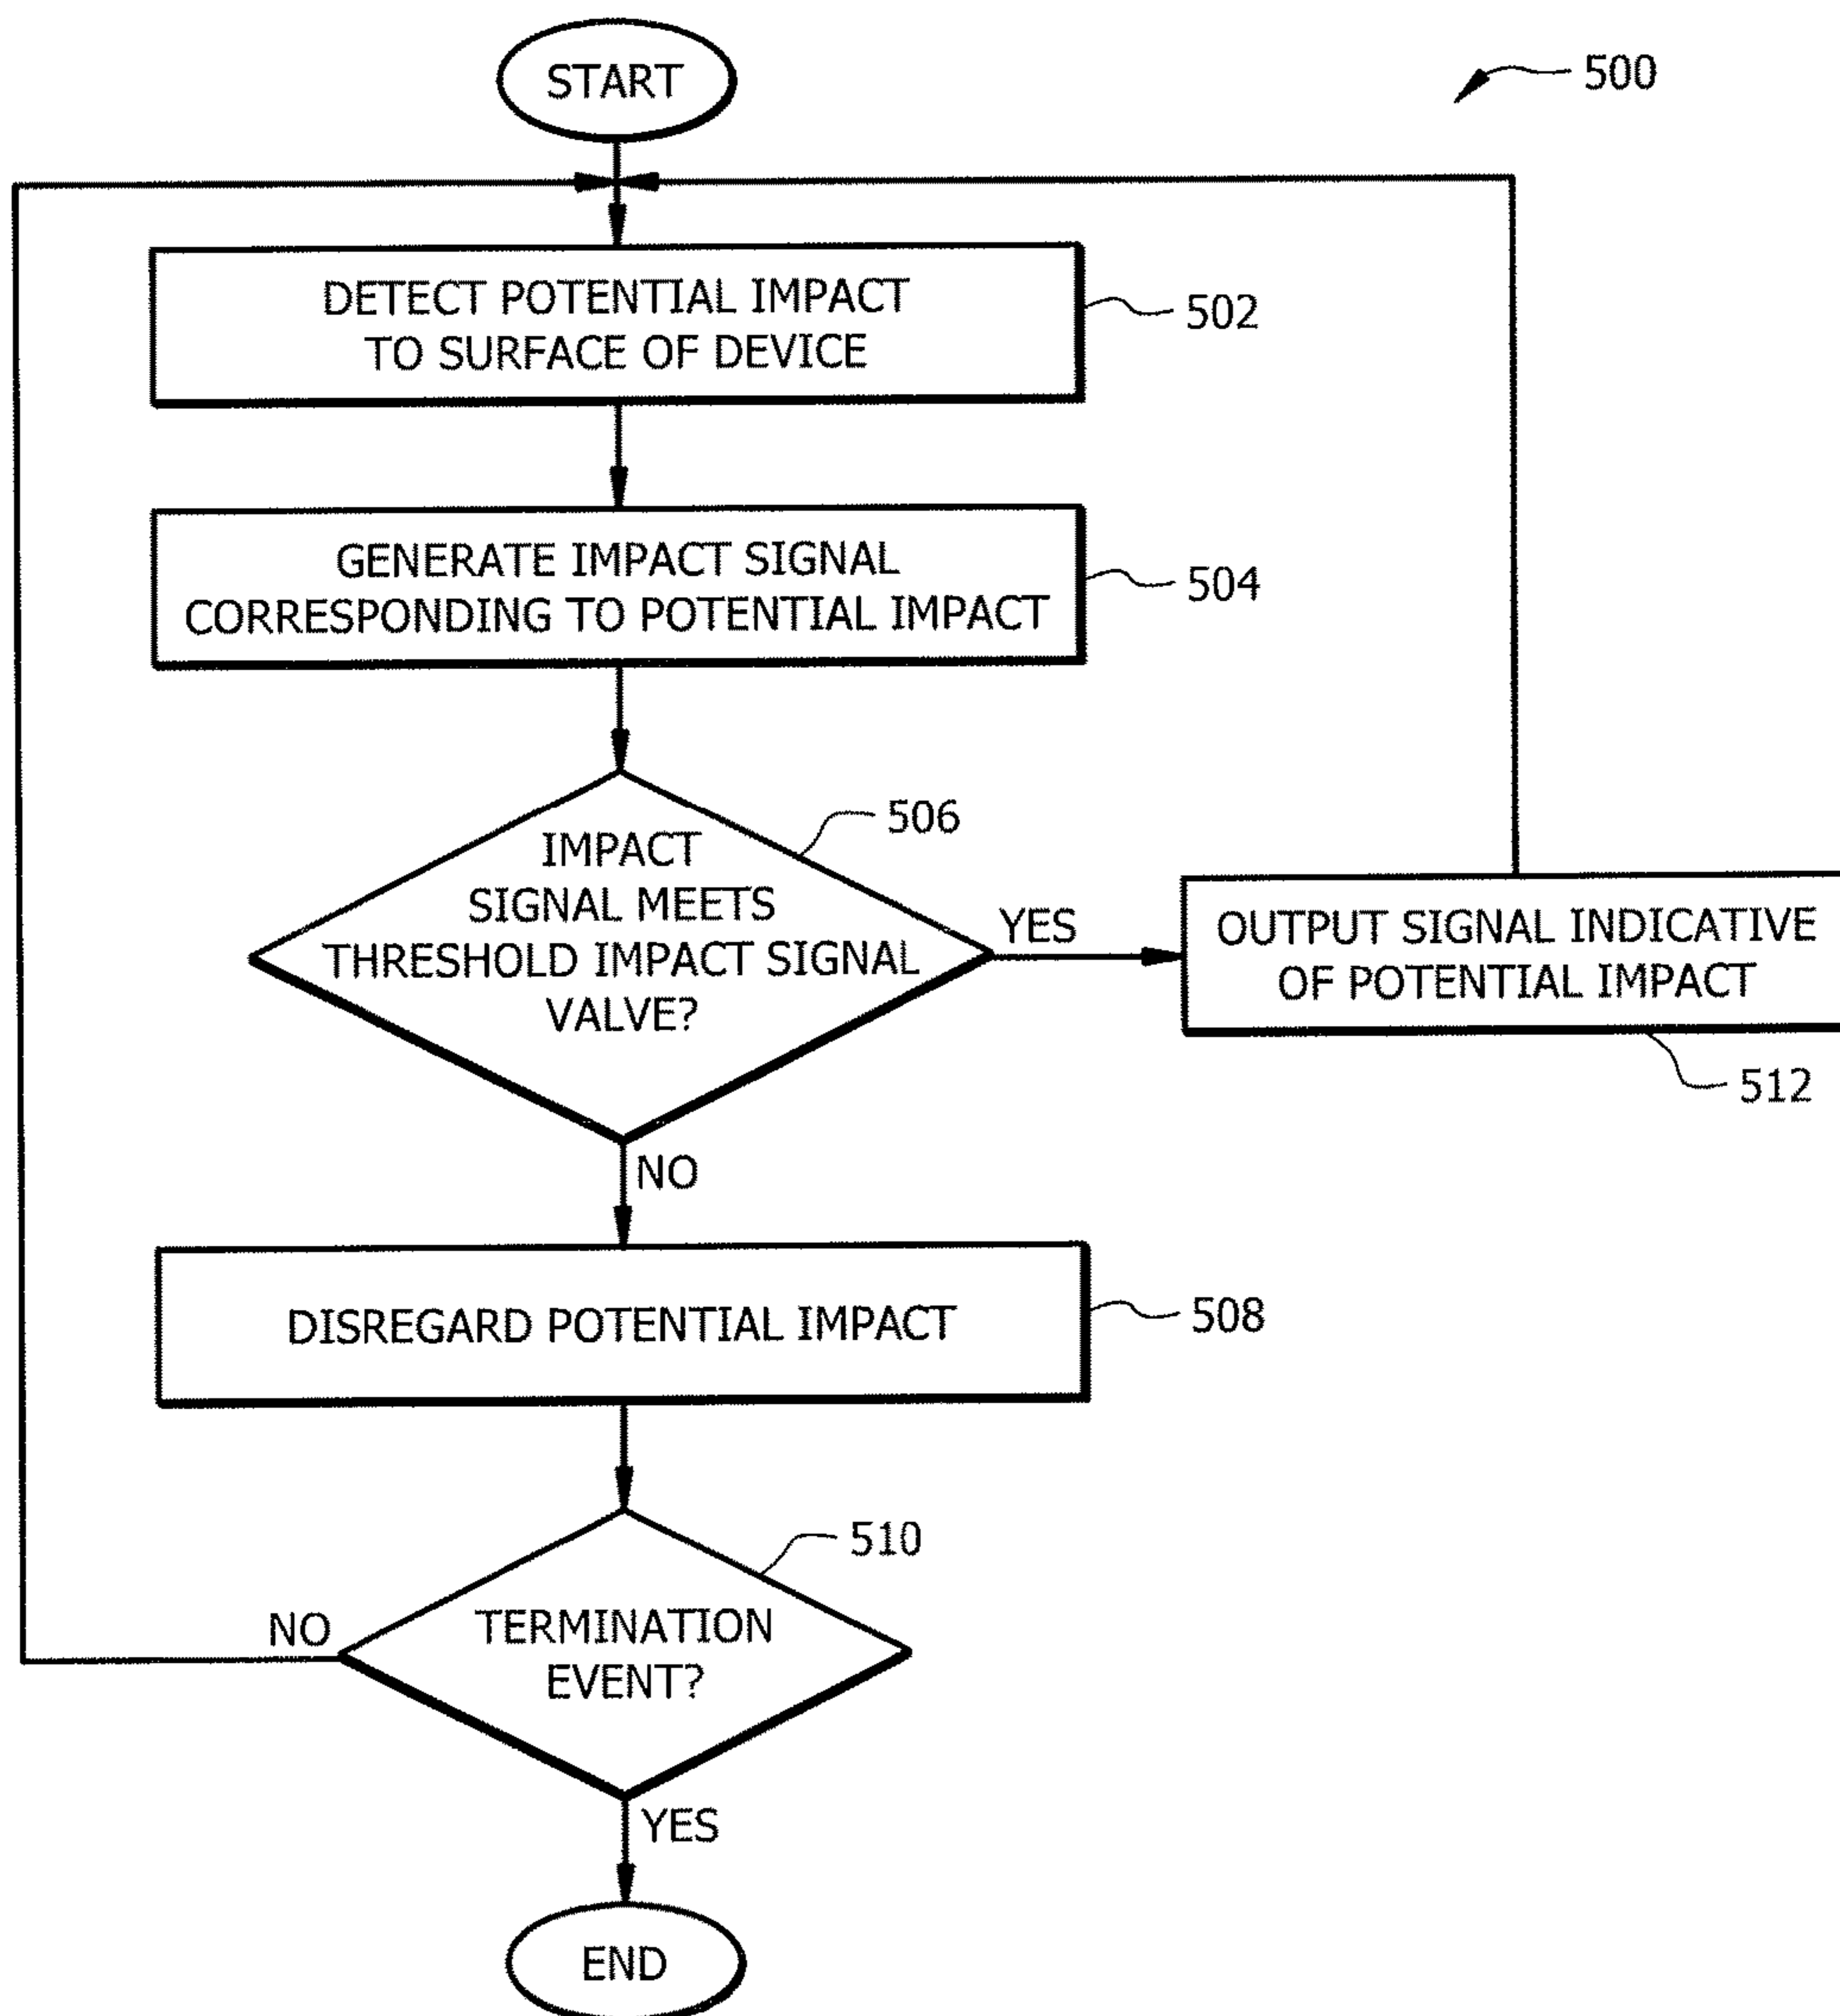 START
500
DETECT POTENTIAL IMPACT
TO SURFACE OF DEVICE
502
GENERATE IMPACT SIGNAL
CORRESPONDING TO POTENTIAL IMPACT
504
506
IMPACT
SIGNAL MEETS
THRESHOLD IMPACT SIGNAL
VALVE?
YES
OUTPUT SIGNAL INDICATIVE
OF POTENTIAL IMPACT
512
NO
DISREGARD POTENTIAL IMPACT
508
510
TERMINATION
EVENT?
NO
YES
END